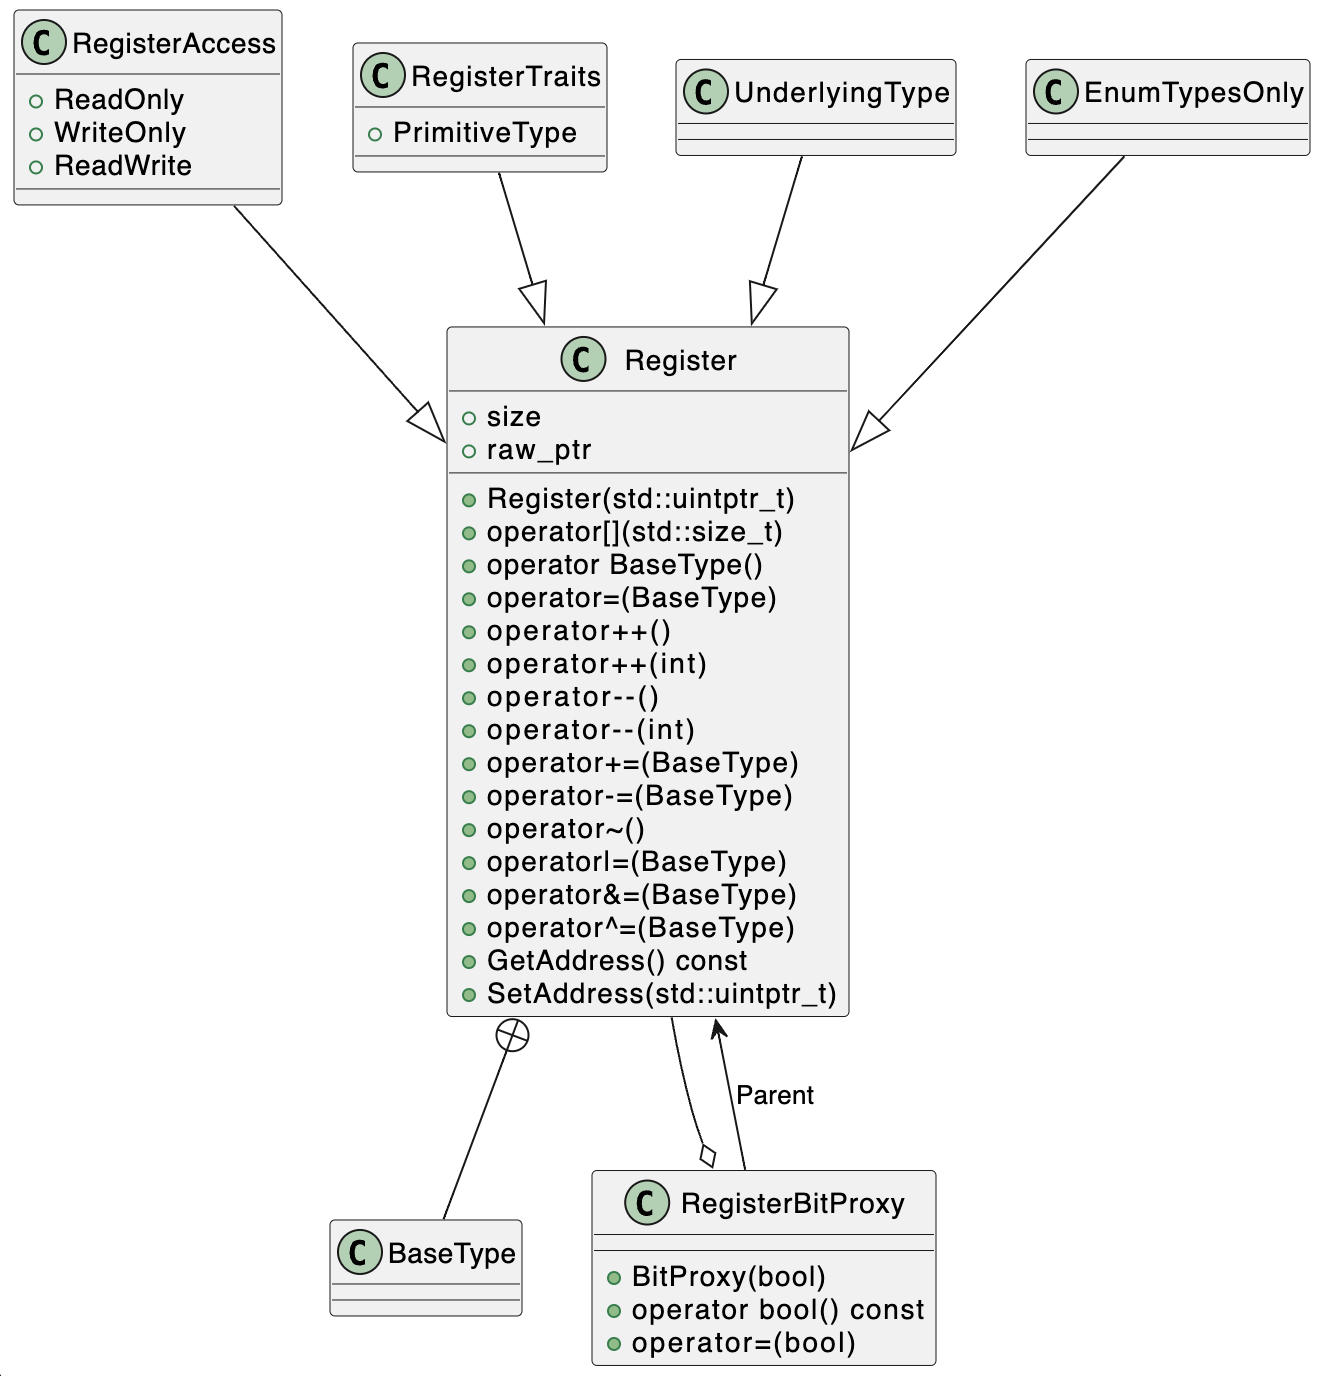 C RegisterAccess
ReadOnly
WriteOnly
ReadWrite
C RegisterTraits
PrimitiveType
C UnderlyingType
C EnumTypesOnly
C Register
size
raw_ptr
Register(std::uintptr_t)
operator[](std::size_t)
operator BaseType()
operator=(BaseType)
operator++()
operator++(int)
operator--()
operator--(int)
operator+=(BaseType)
operator-=(BaseType)
operator~()
operator|=(BaseType)
operator&=(BaseType)
operator^=(BaseType)
GetAddress() const
SetAddress(std::uintptr_t)
Parent
C BaseType
C RegisterBitProxy
BitProxy(bool)
operator bool() const
operator=(bool)